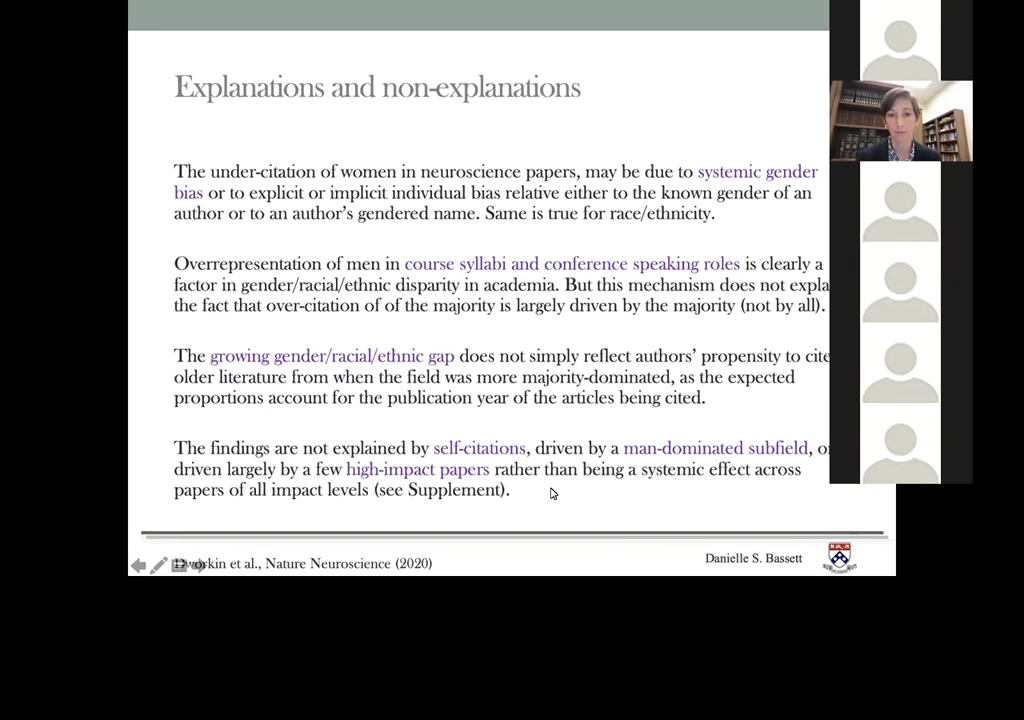 Explanations and non-explanations
The under-citation of women in neuroscience papers, may be due to systemic gender
bias or to explicit or implicit individual bias relative either to the known gender of an
author or to an author's gendered name. Same is true for race/ethnicity.
Overrepresentation of men in course syllabi and conference speaking roles is clearly a
factor in gender/racial/ethnic disparity in academia. But this mechanism does not expla
the fact that over-citation of of the majority is largely driven by the majority (not by all).
The growing gender/racial/ethnic gap does not simply reflect authors' propensity to cite
older literature from when the field was more majority-dominated, as the expected
proportions account for the publication year of the articles being cited.
The findings are not explained by self-citations, driven by a man-dominated subfield, or
driven largely by a few high-impact papers rather than being a systemic effect across
papers of all impact levels (see Supplement).
Dworkin et al., Nature Neuroscience (2020)
Danielle S. Bassett